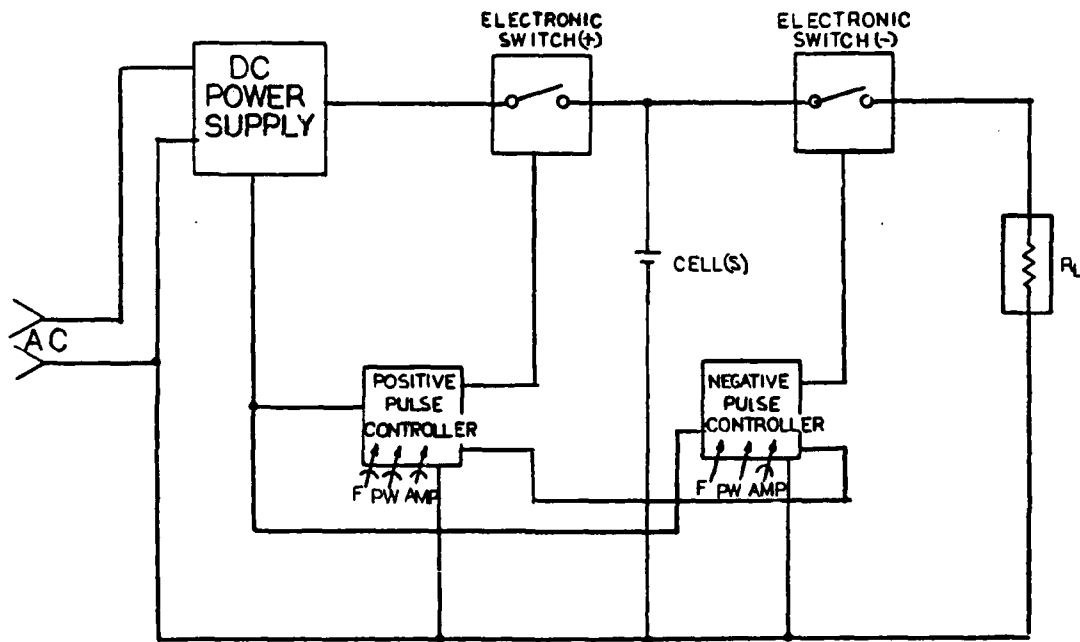 ELECTRONIC
SWITCH(+)
ELECTRONIC
SWITCH(-)
DC
POWER
SUPPLY
CELL(S)
RL
AC
POSITIVE
PULSE
CONTROLLER
F PW AMP
NEGATIVE
PULSE
CONTROLLER
F PW AMP